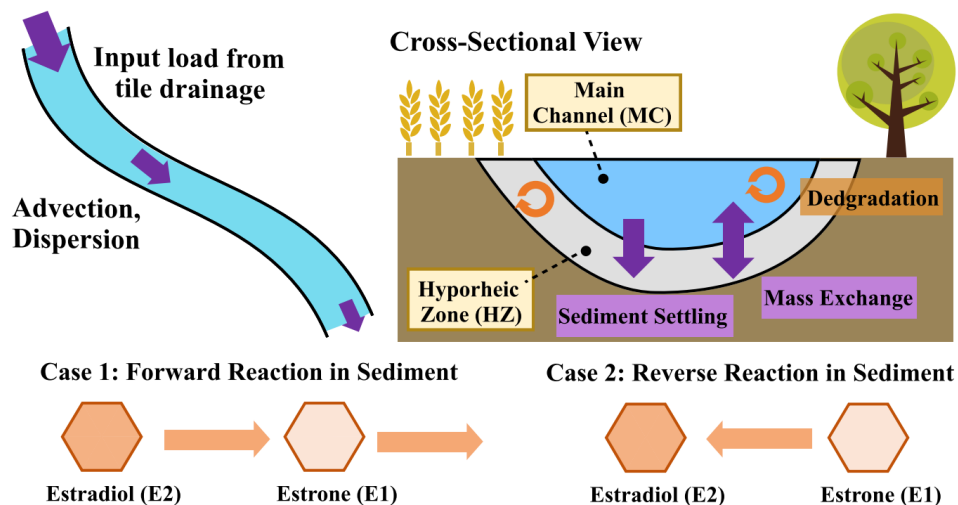 Input load from
tile drainage
Advection,
Dispersion
Cross-Sectional View
Main
Channel (MC)
Dedgradation
Hyporheic
Zone (HZ)
Sediment Settling
Mass Exchange
Case 1: Forward Reaction in Sediment
Estradiol (E2)
Estrone (E1)
Case 2: Reverse Reaction in Sediment
Estradiol (E2)
Estrone (E1)